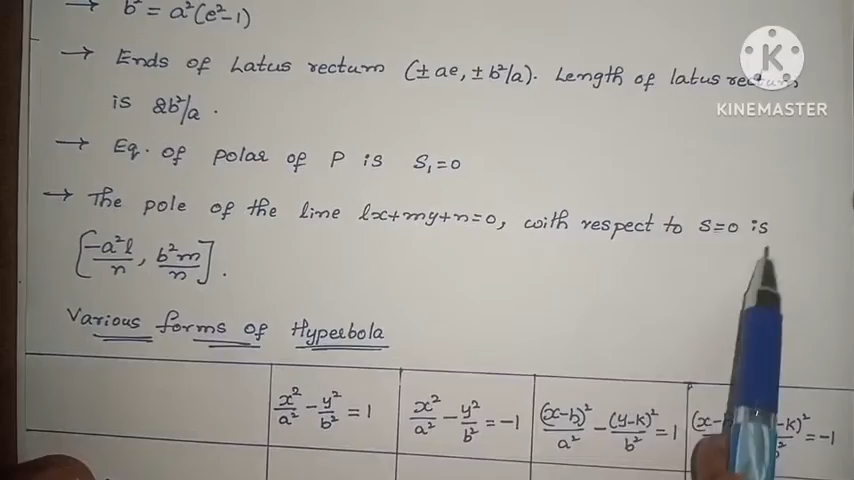 → b² = a²(e²-1)
→ Ends of Latus rectum (±ae, ±b²/a). Length of latus rectum,
is 2b²/a.
→ Eq. of polar of P is S₁=0
→ The pole of the line lx+my+n=0, with respect to S=0 is
[-a²l/n, b²m/n].
Various forms of Hyperbola
x²/a² - y²/b² = 1 x²/a² - y²/b² = -1 (x-h)²/a² - (y-k)²/b² = 1 = -1
K
KINEMASTER